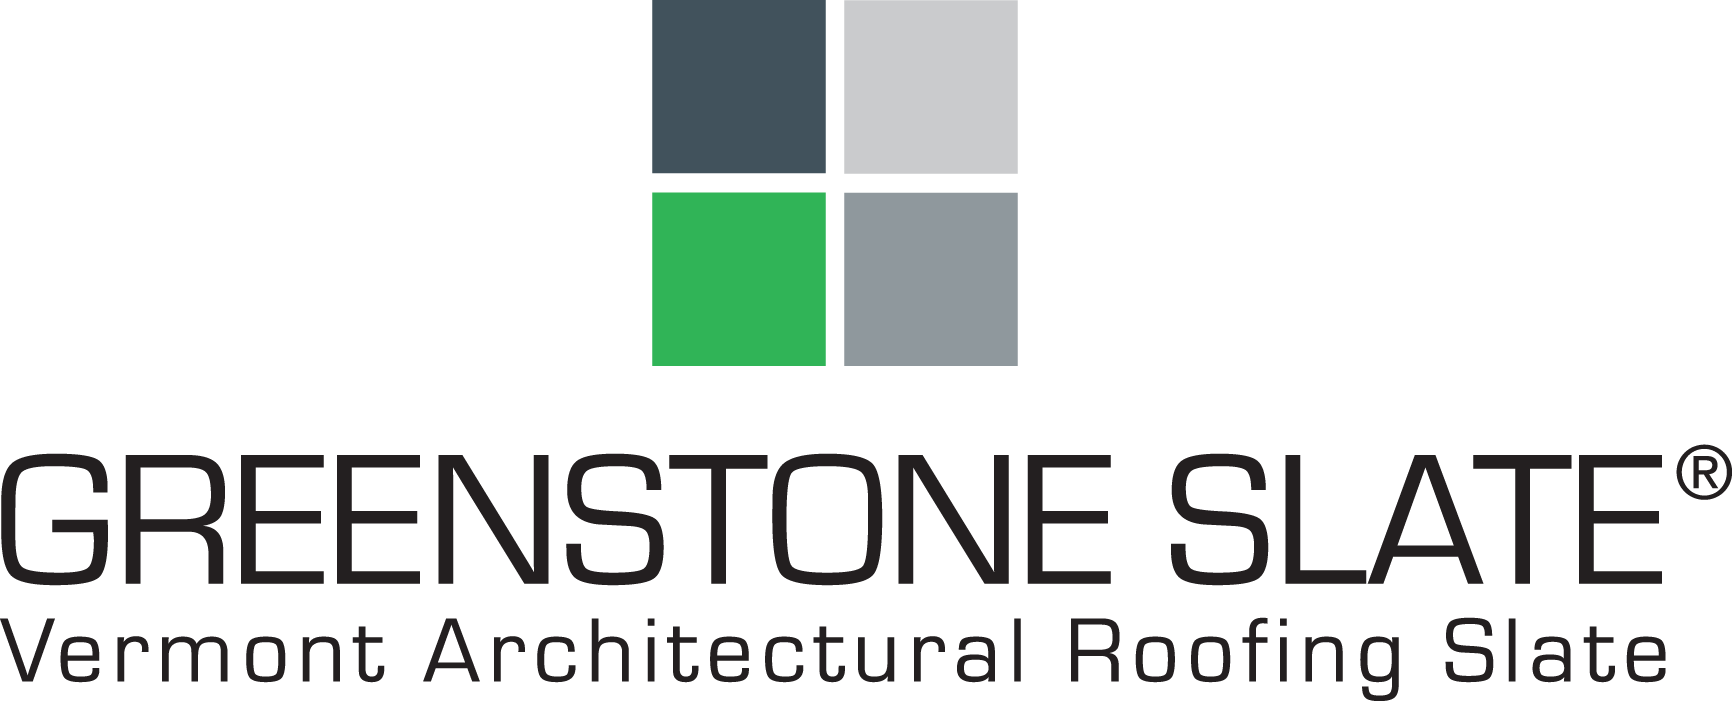 GREENSTONE SLATE®
Vermont Architectural Roofing Slate